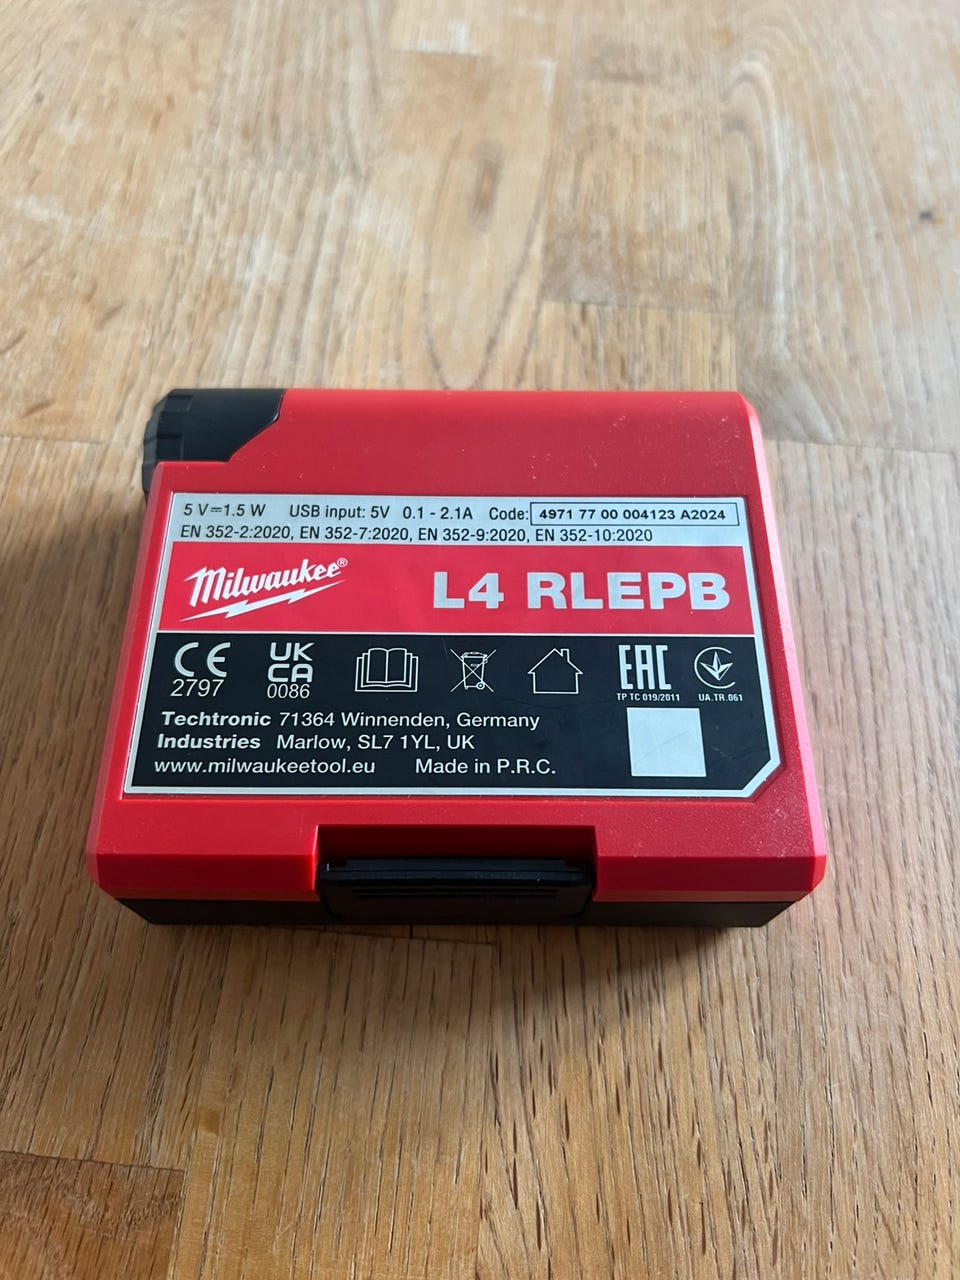 5 V⎓1.5 W USB input: 5V 0.1 - 2.1A Code: 4971 77 00 004123 A2024
EN 352-2:2020, EN 352-7:2020, EN 352-9:2020, EN 352-10:2020
Milwaukee® L4 RLEPB
CE UK CA EAC
2797 0086 TP TC 019/2011 UA.TR.061
Techtronic 71364 Winnenden, Germany
Industries Marlow, SL7 1YL, UK
www.milwaukeetool.eu Made in P.R.C.